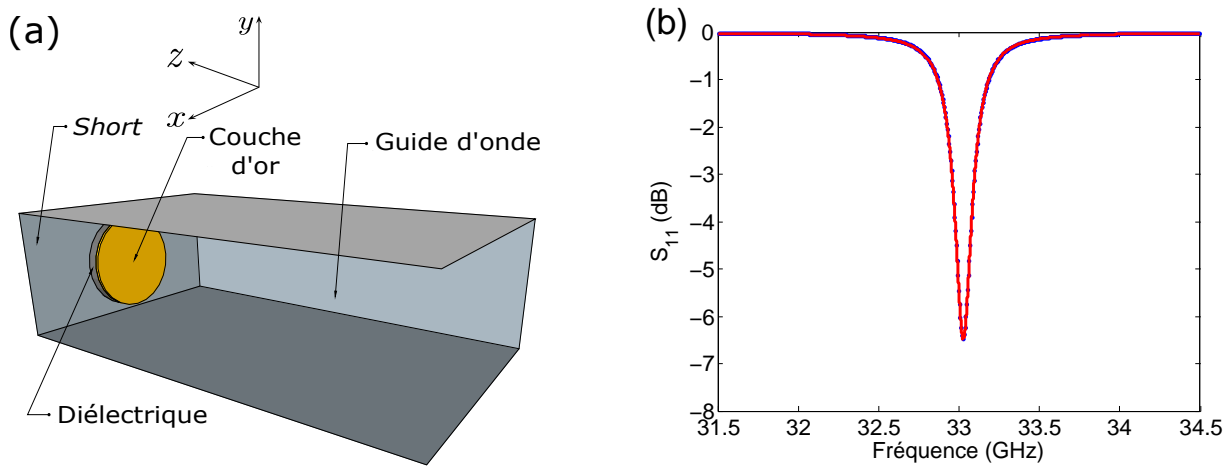 (a)
y
z
x
Short
Couche
d'or
Guide d'onde
Diélectrique
(b)
0
−1
−2
−3
−4
−5
−6
−7
−8
S11 (dB)
31.5 32 32.5 33 33.5 34 34.5
Fréquence (GHz)